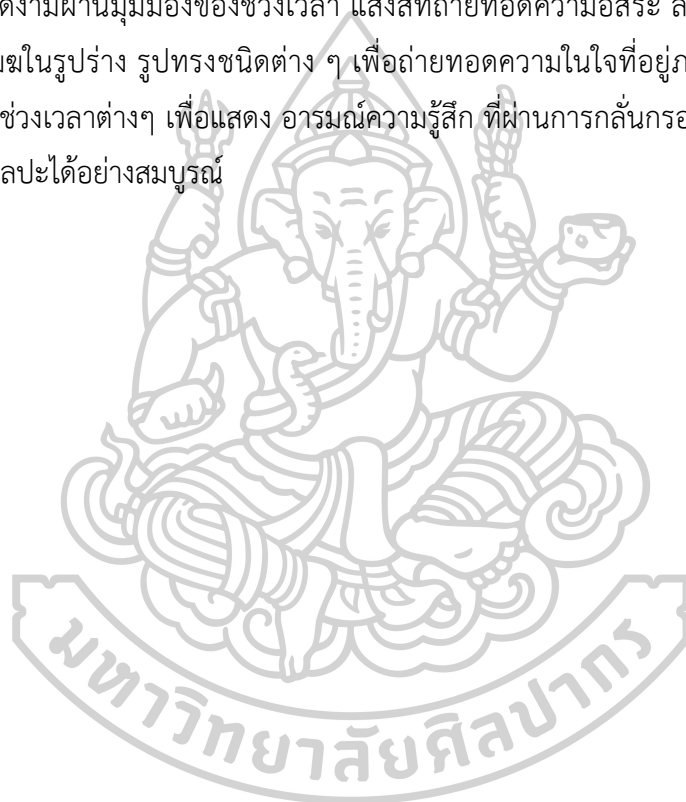 ดงามผ่านมุมมองของช่วงเวลา แสงสีที่ถ่ายทอดความอิสระ
มฆในรูปร่าง รูปทรงชนิดต่าง ๆ เพื่อถ่ายทอดความในใจที่อยู่
ช่วงเวลาต่างๆ เพื่อแสดง อารมณ์ความรู้สึก ที่ผ่านการกลั่นกรอ
ลปะได้อย่างสมบูรณ์
มหาวิทยาลัยศิลปากร